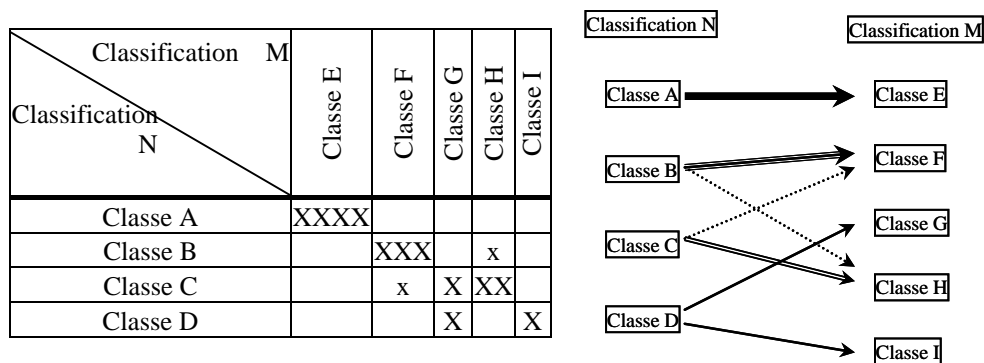 Classification M
Classification
N
Classe E
Classe F
Classe G
Classe H
Classe I
Classe A XXXX
Classe B XXX x
Classe C x X XX
Classe D X X
Classification N
Classification M
Classe A
Classe E
Classe B
Classe F
Classe C
Classe G
Classe D
Classe H
Classe I